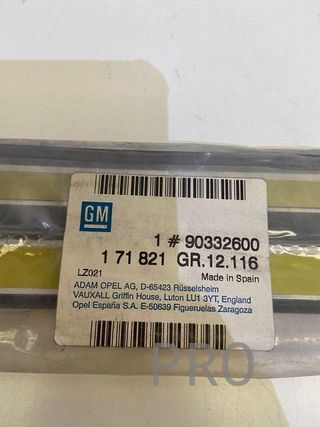 GM
1 # 90332600
1 71 821 GR.12.116
LZ021
Made in Spain
ADAM OPEL AG, D-65423 Rüsselsheim
VAUXALL Griffin House, Luton LU1 3YT, England
Opel España S.A. E-50639 Figueruelas Zaragoza
PRO